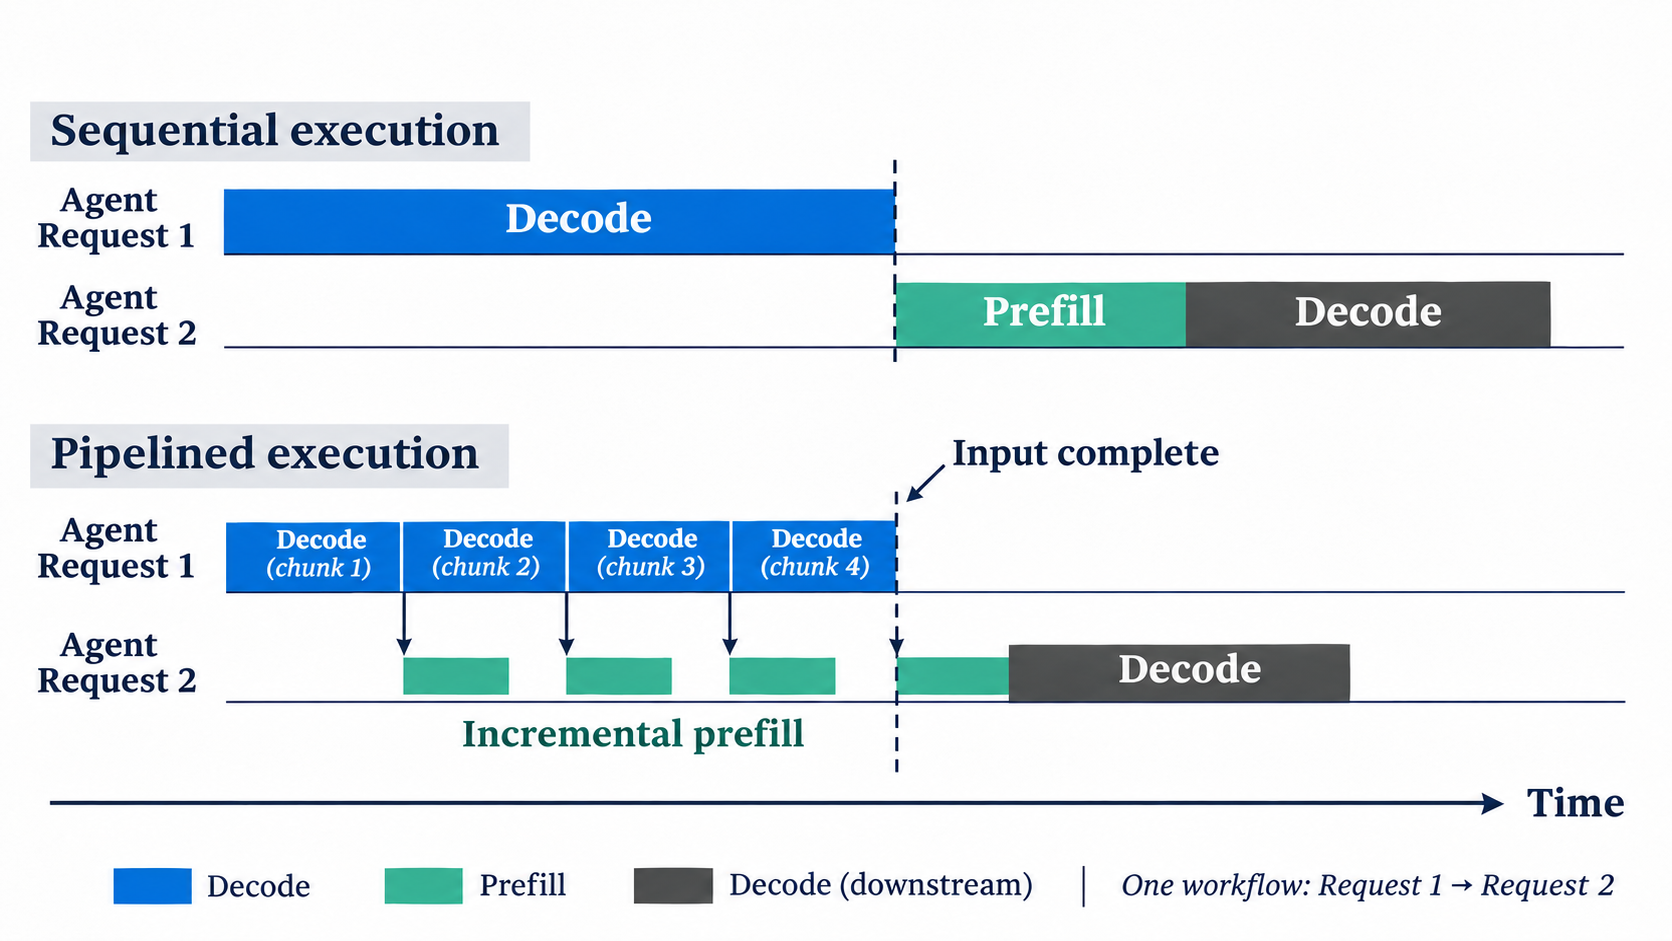 Sequential execution
Agent
Request 1
Decode
Agent
Request 2
Prefill
Decode
Pipelined execution
Input complete
Agent
Request 1
Decode
(chunk 1)
Decode
(chunk 2)
Decode
(chunk 3)
Decode
(chunk 4)
Agent
Request 2
Decode
Incremental prefill
Time
Decode
Prefill
Decode (downstream)
One workflow: Request 1 → Request 2